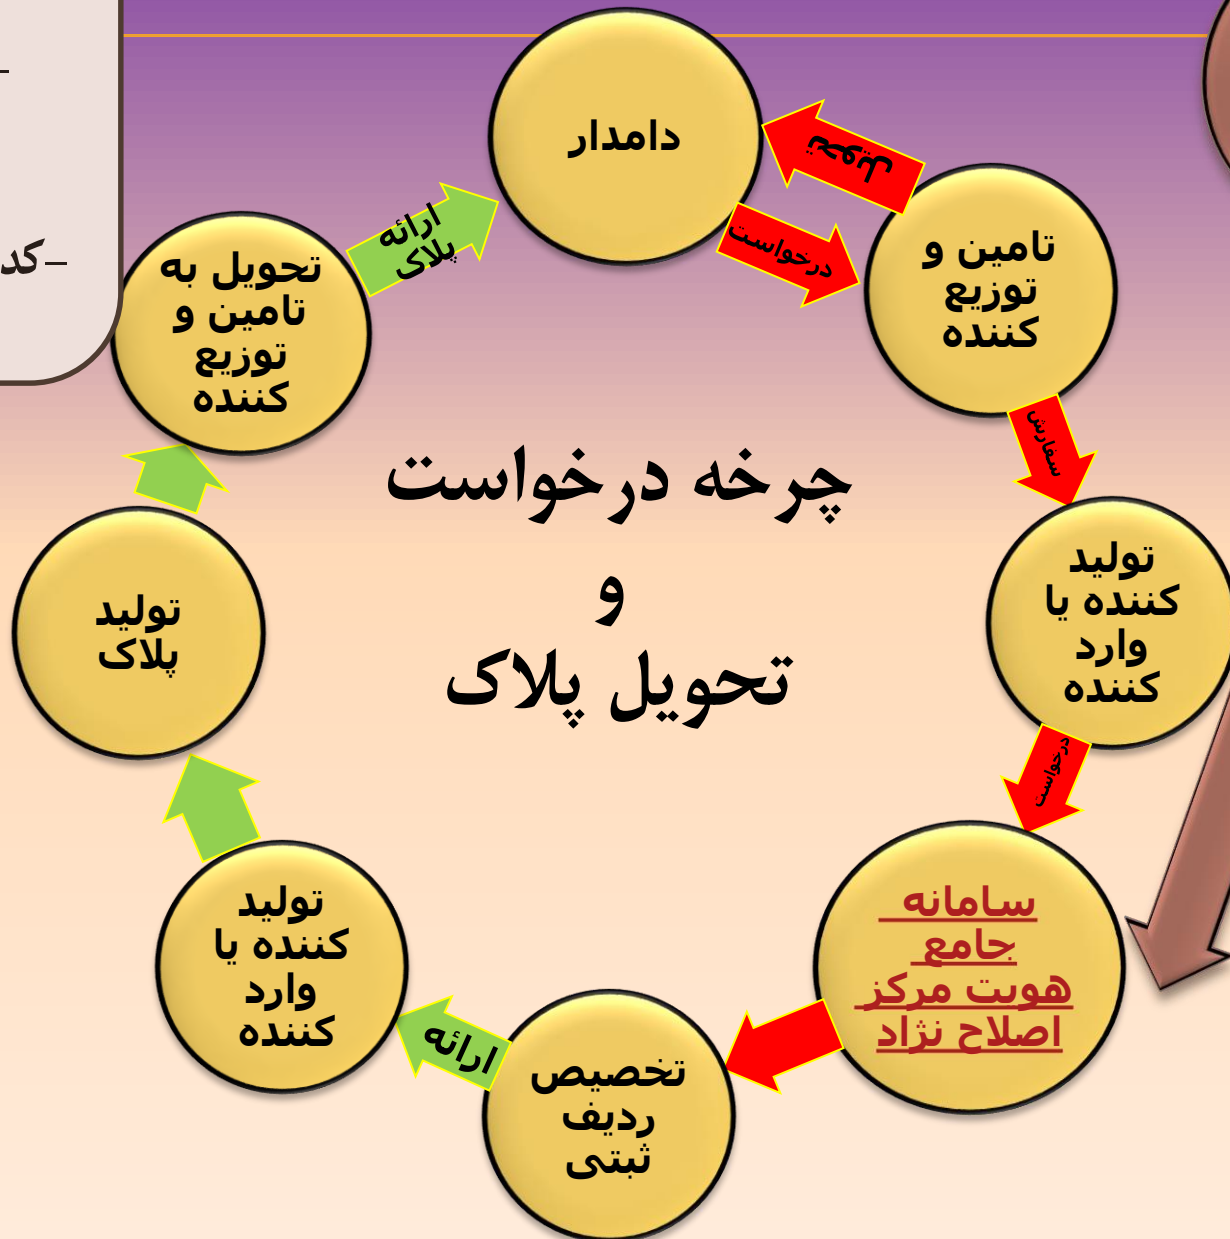 دامدار
تحویل
درخواست
تامین و
توزیع
کننده
سفارش
تولید
کننده یا
وارد
کننده
درخواست
سامانه
جامع
هویت مرکز
اصلاح نژاد
تخصیص
ردیف
ثبتی
ارائه
تولید
کننده یا
وارد
کننده
تولید
پلاک
تحویل به
تامین و
توزیع
کننده
ارائه
پلاک
چرخه درخواست
و
تحویل پلاک
-
-کد